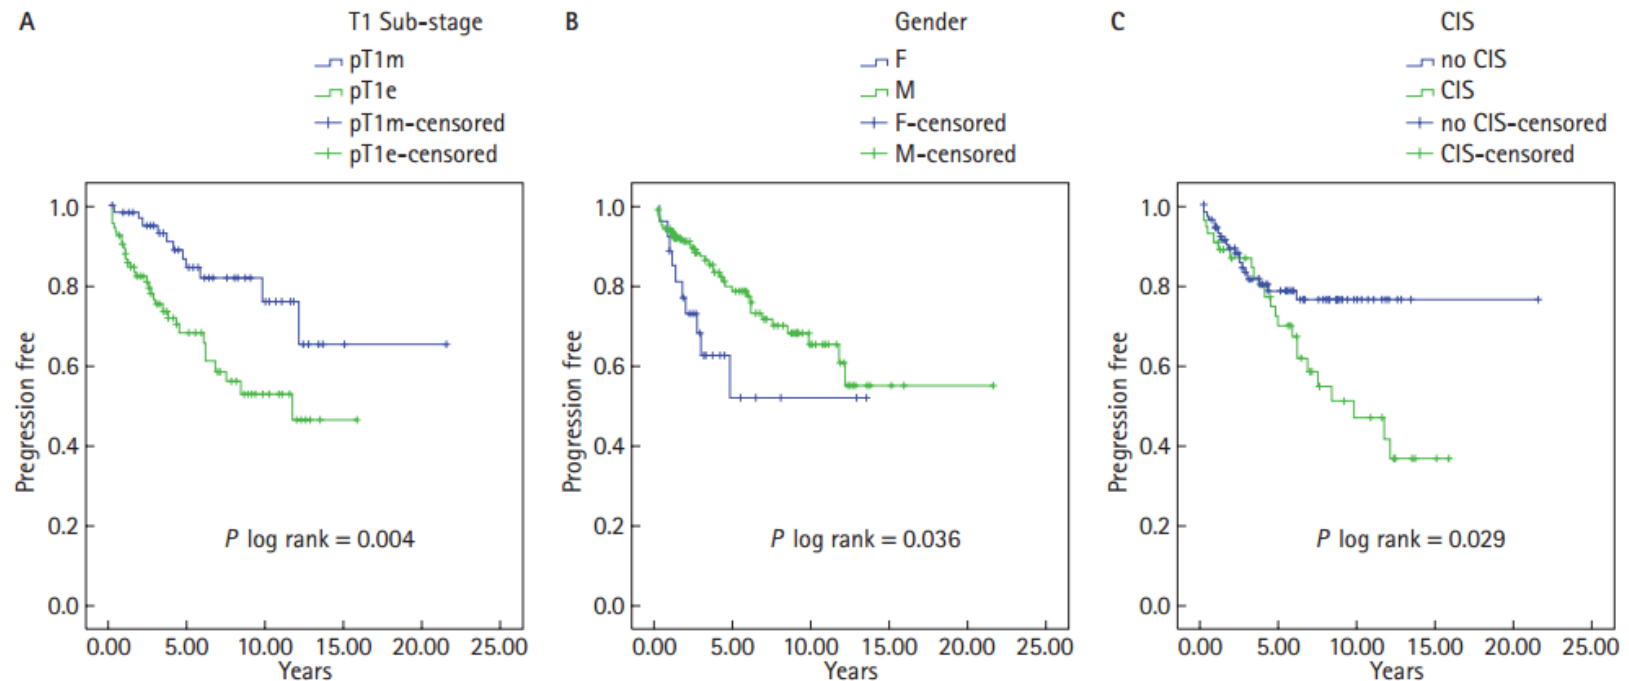 A
T1 Sub-stage
pT1m
pT1e
pT1m-censored
pT1e-censored
1.0
0.8
0.6
0.4
0.2
0.0
Pregression free
P log rank = 0.004
0.00 5.00 10.00 15.00 20.00 25.00
Years
B
Gender
F
M
F-censored
M-censored
1.0
0.8
0.6
0.4
0.2
0.0
Progression free
P log rank = 0.036
0.00 5.00 10.00 15.00 20.00 25.00
Years
C
CIS
no CIS
CIS
no CIS-censored
CIS-censored
1.0
0.8
0.6
0.4
0.2
0.0
Pregression free
P log rank = 0.029
0.00 5.00 10.00 15.00 20.00 25.00
Years